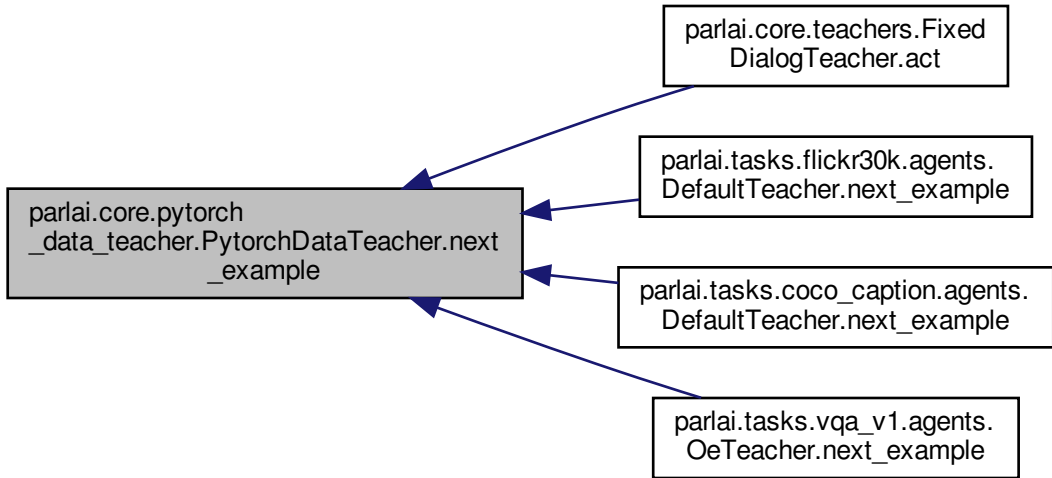 parlai.core.teachers.Fixed
DialogTeacher.act
parlai.tasks.flickr30k.agents.
DefaultTeacher.next_example
parlai.core.pytorch
_data_teacher.PytorchDataTeacher.next
_example
parlai.tasks.coco_caption.agents.
DefaultTeacher.next_example
parlai.tasks.vqa_v1.agents.
OeTeacher.next_example